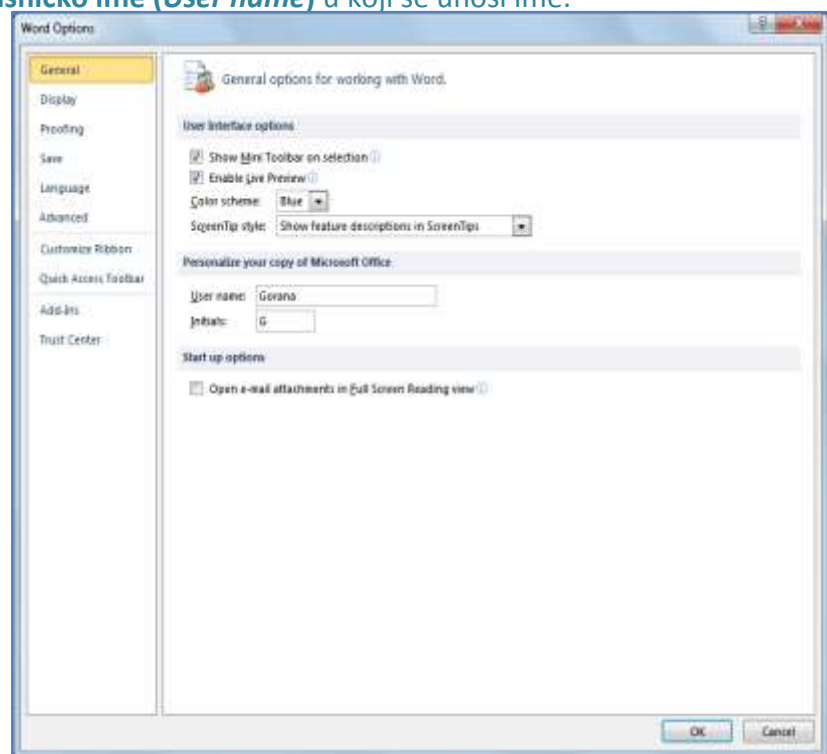 isničko ime (User name) u koji se unosi ime.
Word Options
General
Display
Proofing
Save
Language
Advanced
Customize Ribbon
Quick Access Toolbar
Add-Ins
Trust Center
General options for working with Word.
User Interface options
Show Mini Toolbar on selection
Enable Live Preview
Color scheme: Blue
ScreenTip style: Show feature descriptions in ScreenTips
Personalize your copy of Microsoft Office
User name: Gorana
Initials: G
Start up options
Open e-mail attachments in Full Screen Reading view
OK Cancel